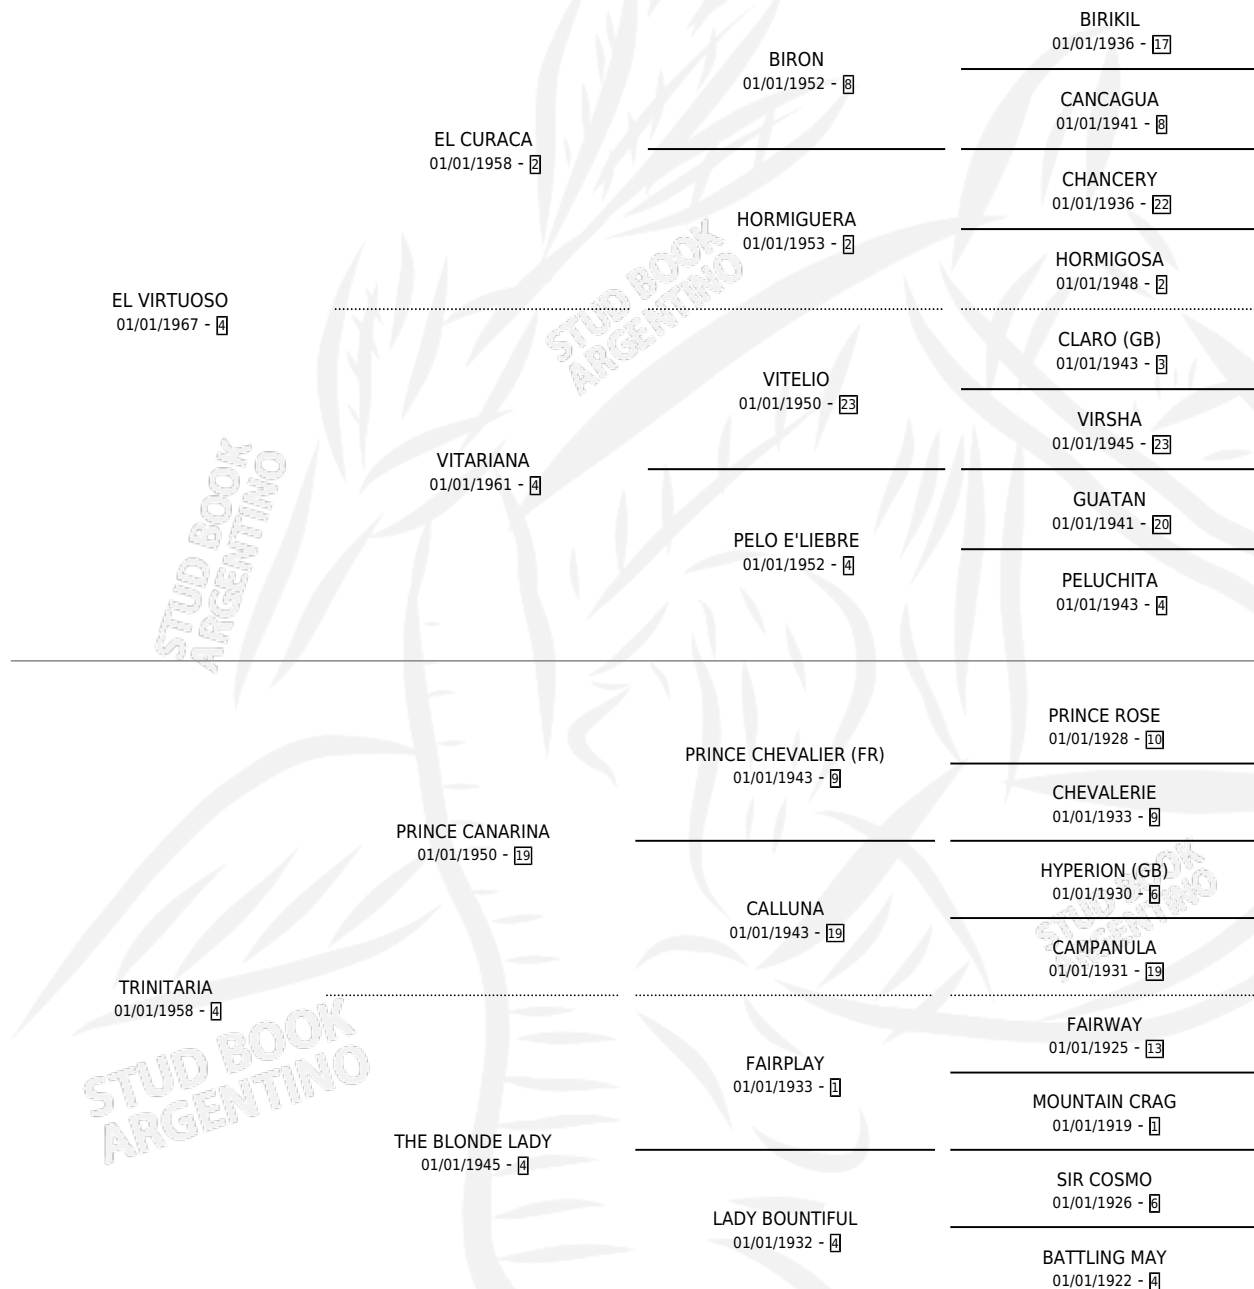 EL VIRTUOSO
01/01/1967 - 4
EL CURACA
01/01/1958 - 2
VITARIANA
01/01/1961 - 4
BIRON
01/01/1952 - 8
HORMIGUERA
01/01/1953 - 2
VITELIO
01/01/1950 - 23
PELO E'LIEBRE
01/01/1952 - 4
BIRIKIL
01/01/1936 - 17
CANCAGUA
01/01/1941 - 8
CHANCERY
01/01/1936 - 22
HORMIGOSA
01/01/1948 - 2
CLARO (GB)
01/01/1943 - 3
VIRSHA
01/01/1945 - 23
GUATAN
01/01/1941 - 20
PELUCHITA
01/01/1943 - 4
TRINITARIA
01/01/1958 - 4
PRINCE CANARINA
01/01/1950 - 19
THE BLONDE LADY
01/01/1945 - 4
PRINCE CHEVALIER (FR)
01/01/1943 - 9
CALLUNA
01/01/1943 - 19
FAIRPLAY
01/01/1933 - 1
LADY BOUNTIFUL
01/01/1932 - 4
PRINCE ROSE
01/01/1928 - 10
CHEVALERIE
01/01/1933 - 9
HYPERION (GB)
01/01/1930 - 6
CAMPANULA
01/01/1931 - 19
FAIRWAY
01/01/1925 - 13
MOUNTAIN CRAG
01/01/1919 - 1
SIR COSMO
01/01/1926 - 6
BATTLING MAY
01/01/1922 - 4
STUD BOOK
ARGENTINO
STUD BOOK
ARGENTINO
STUD BOOK
ARGENTINO
STUD BOOK
ARGENTINO